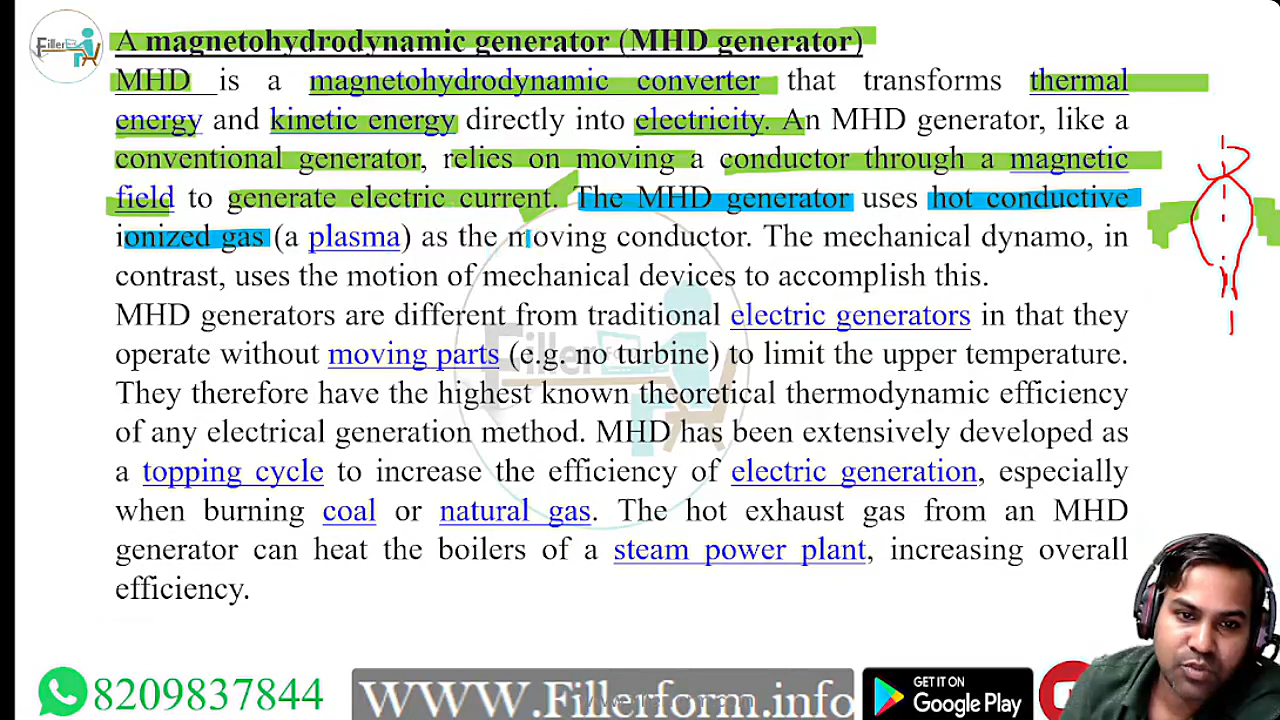 Filler
A magnetohydrodynamic generator (MHD generator)
MHD is a magnetohydrodynamic converter that transforms thermal
energy and kinetic energy directly into electricity. An MHD generator, like a
conventional generator, relies on moving a conductor through a magnetic
field to generate electric current. The MHD generator uses hot conductive
ionized gas (a plasma) as the moving conductor. The mechanical dynamo, in
contrast, uses the motion of mechanical devices to accomplish this.
MHD generators are different from traditional electric generators in that they
operate without moving parts (e.g. no turbine) to limit the upper temperature.
They therefore have the highest known theoretical thermodynamic efficiency
of any electrical generation method. MHD has been extensively developed as
a topping cycle to increase the efficiency of electric generation, especially
when burning coal or natural gas. The hot exhaust gas from an MHD
generator can heat the boilers of a steam power plant, increasing overall
efficiency.
8209837844
WWW.Fillerform.info
GET IT ON
Google Play